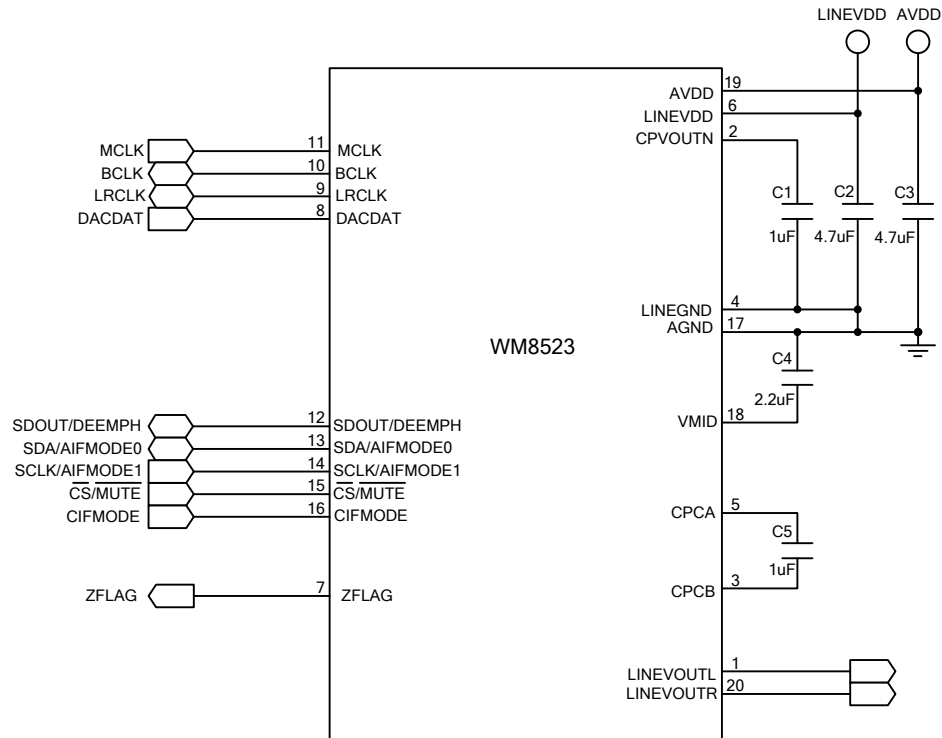 LINEVDD AVDD
AVDD 19
LINEVDD 6
CPVOUTN 2
MCLK 11 MCLK
BCLK 10 BCLK
LRCLK 9 LRCLK
DACDAT 8 DACDAT
C1 C2 C3
1uF 4.7uF 4.7uF
LINEGND 4
AGND 17
WM8523
C4
2.2uF
VMID 18
SDOUT/DEEMPH 12 SDOUT/DEEMPH
SDA/AIFMODE0 13 SDA/AIFMODE0
SCLK/AIFMODE1 14 SCLK/AIFMODE1
CS/MUTE 15 CS/MUTE
CIFMODE 16 CIFMODE
CPCA 5
C5
1uF
CPCB 3
ZFLAG 7 ZFLAG
LINEVOUTL 1
LINEVOUTR 20